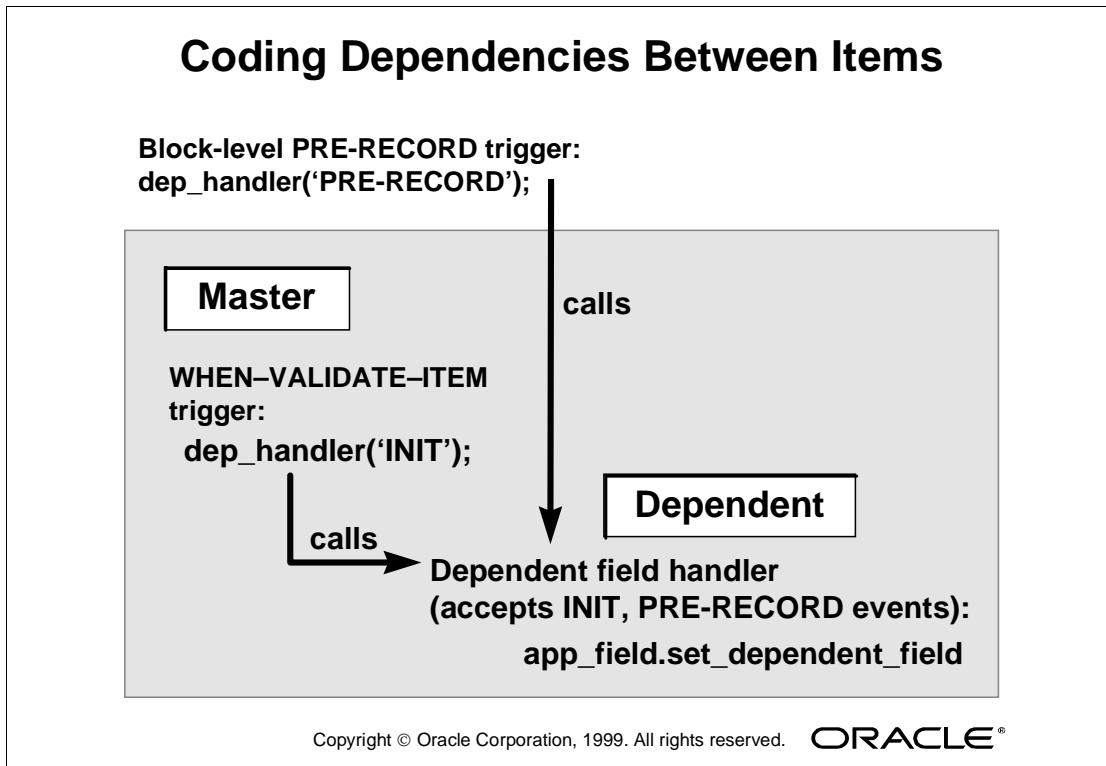 Coding Dependencies Between Items
Block-level PRE-RECORD trigger:
dep_handler(‘PRE-RECORD’);
Master
calls
WHEN–VALIDATE–ITEM
trigger:
dep_handler(‘INIT’);
Dependent
calls
Dependent field handler
(accepts INIT, PRE-RECORD events):
app_field.set_dependent_field
Copyright © Oracle Corporation, 1999. All rights reserved. ORACLE®